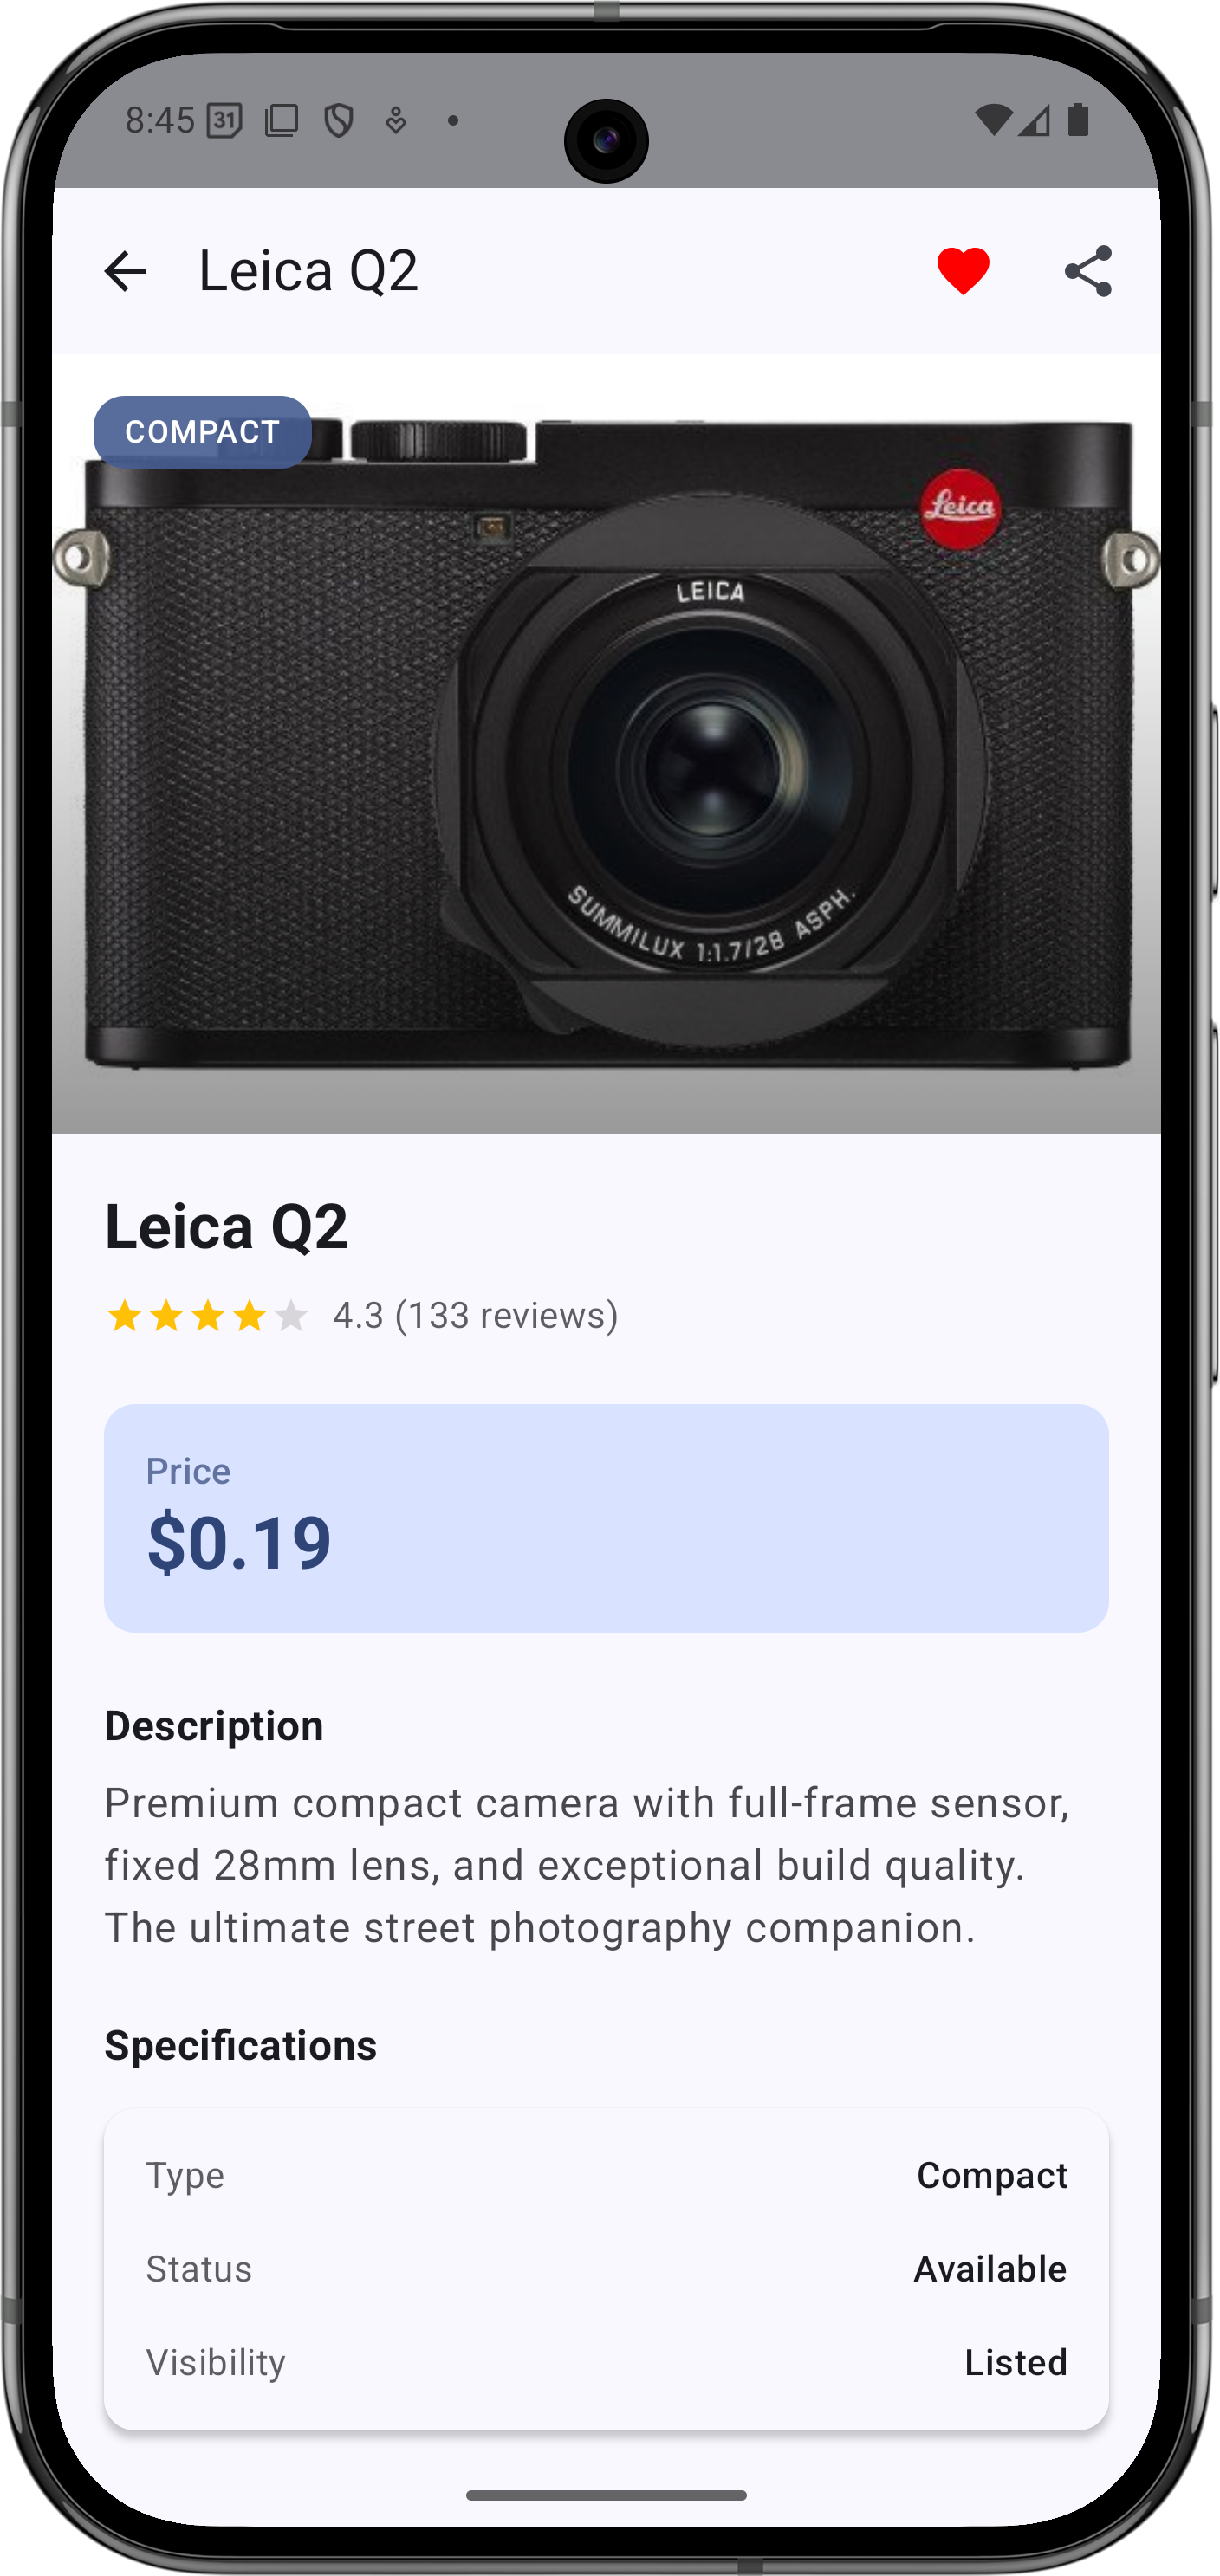 8:45 31
Leica Q2
COMPACT
Leica
LEICA
SUMMILUX 1:1.7/28 ASPH.
Leica Q2
4.3 (133 reviews)
Price
$0.19
Description
Premium compact camera with full-frame sensor,
fixed 28mm lens, and exceptional build quality.
The ultimate street photography companion.
Specifications
Type Compact
Status Available
Visibility Listed